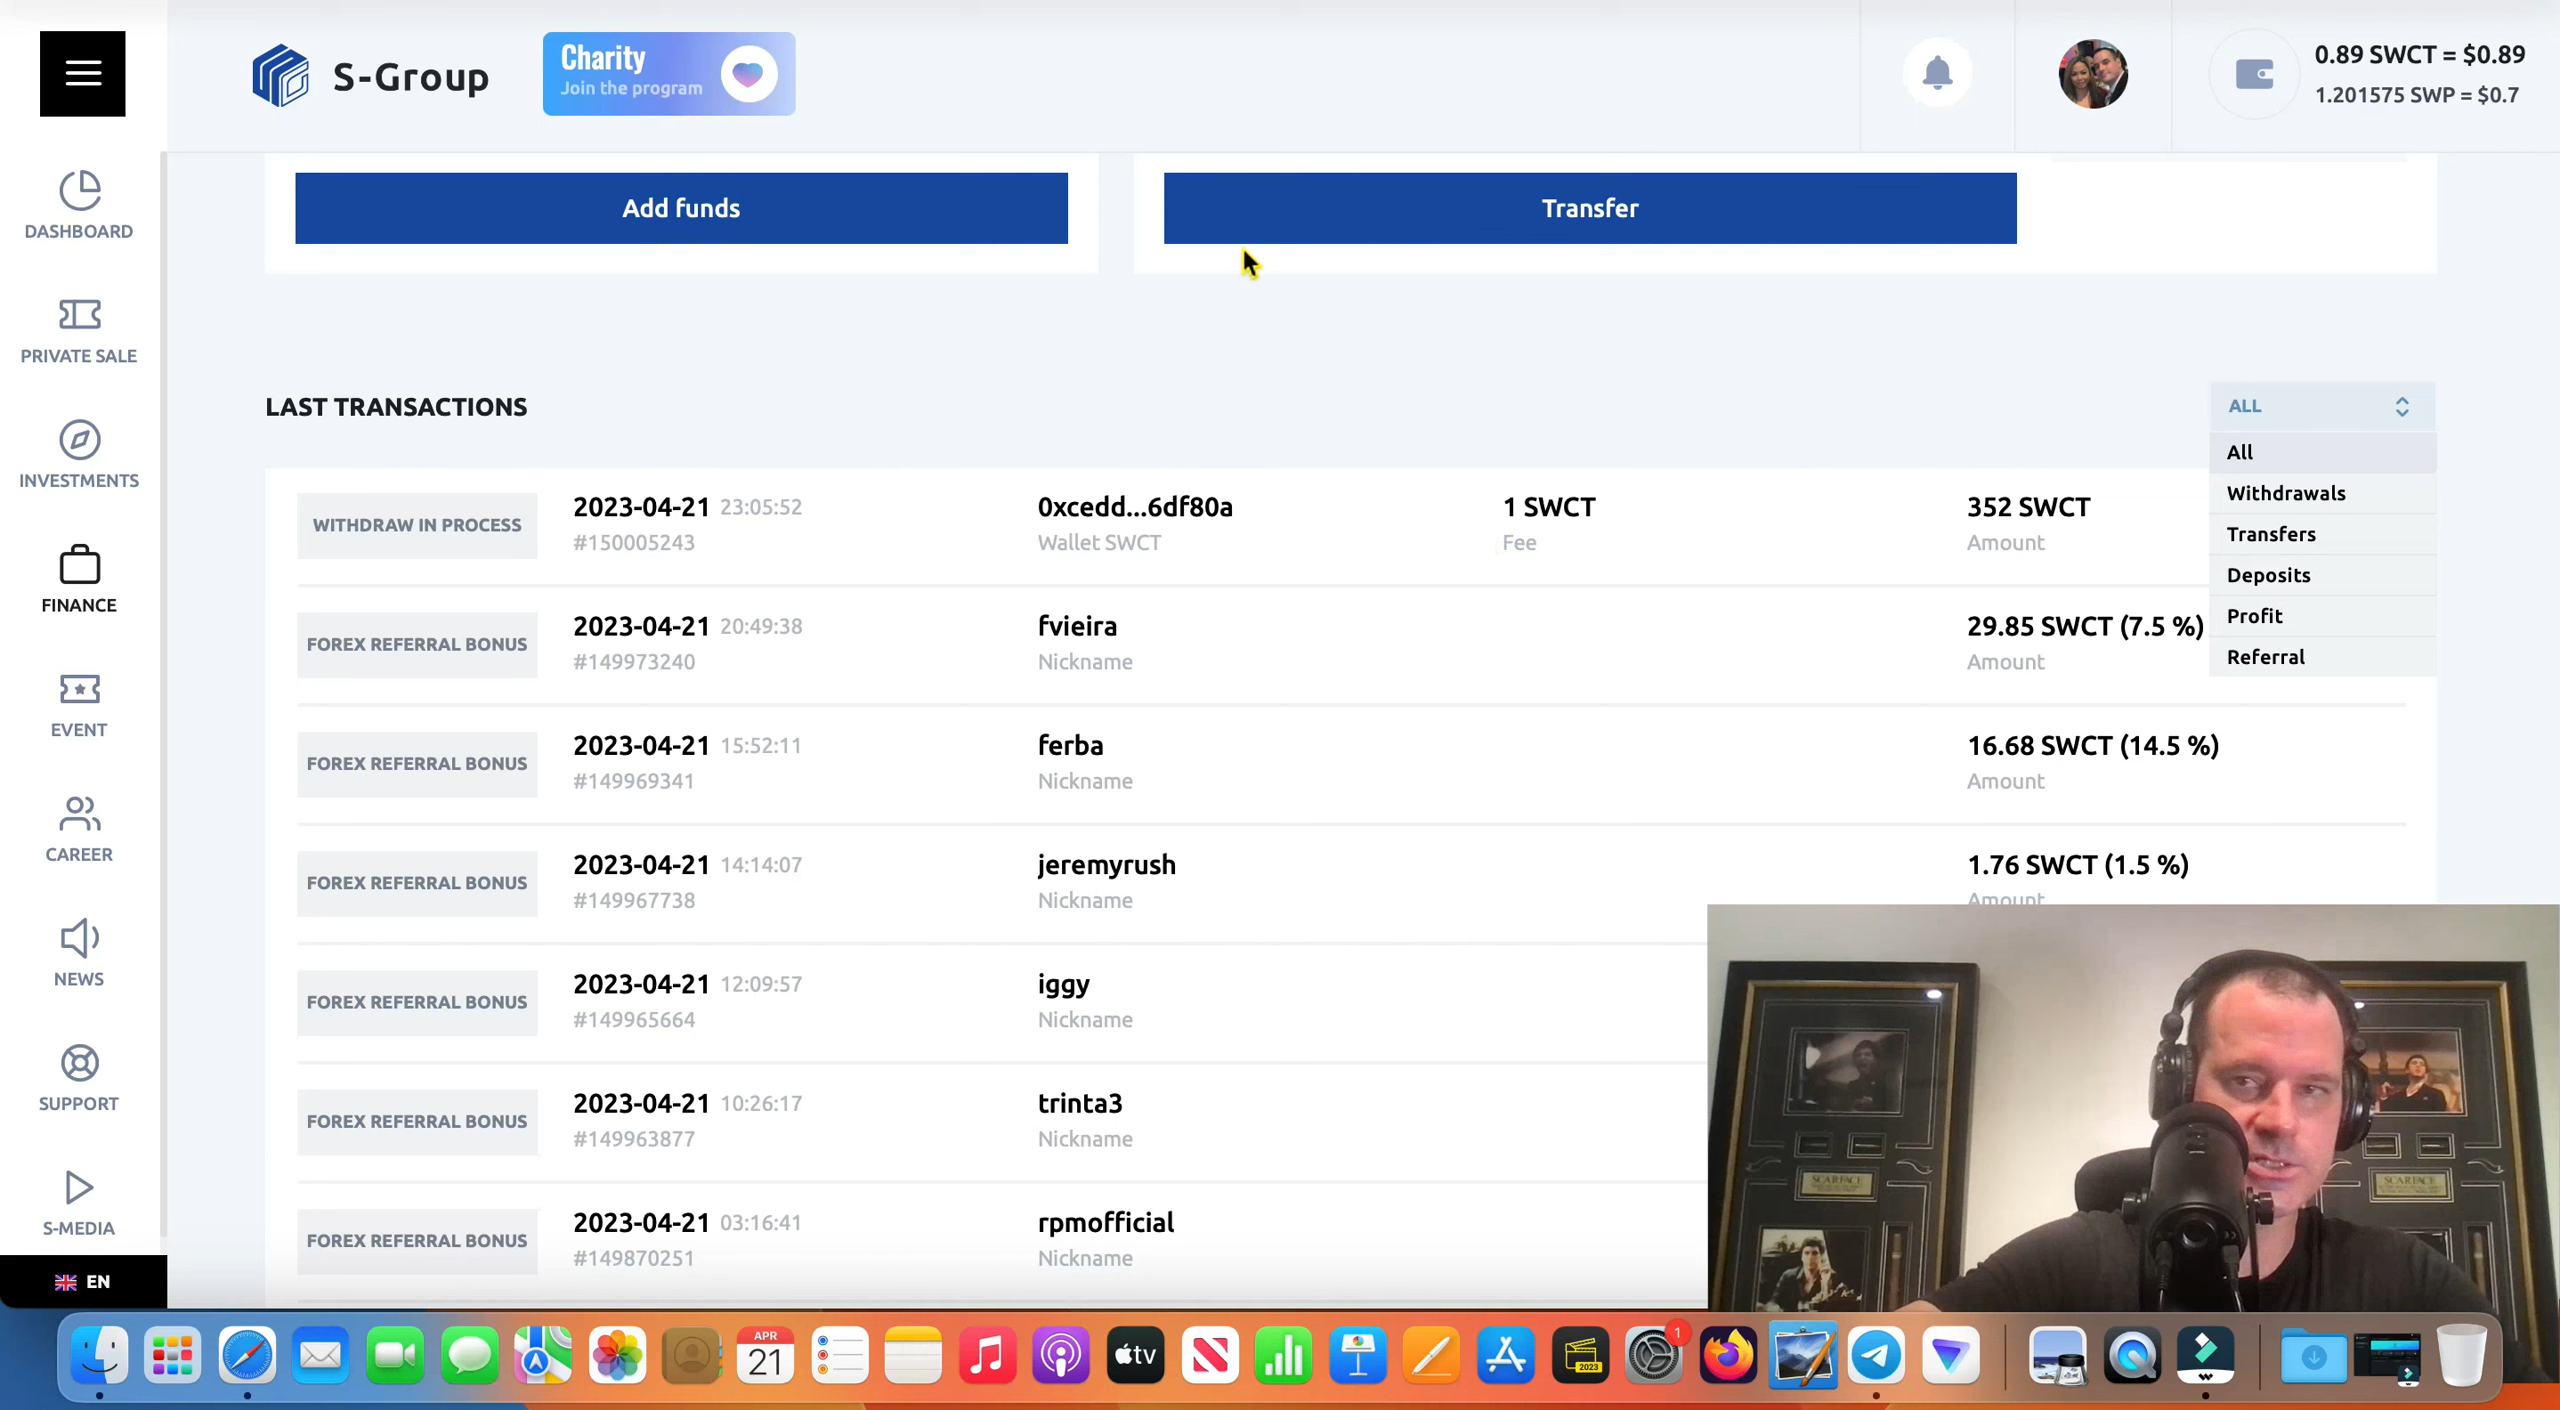 S-Group
Charity
Join the program
0.89 SWCT = $0.89
1.201575 SWP = $0.7
DASHBOARD
PRIVATE SALE
INVESTMENTS
FINANCE
EVENT
CAREER
NEWS
SUPPORT
S-MEDIA
EN
Add funds
Transfer
LAST TRANSACTIONS
ALL
All
Withdrawals
Transfers
Deposits
Profit
Referral
WITHDRAW IN PROCESS
2023-04-21 23:05:52
#150005243
0xcedd...6df80a
Wallet SWCT
1 SWCT
Fee
352 SWCT
Amount
FOREX REFERRAL BONUS
2023-04-21 20:49:38
#149973240
fvieira
Nickname
29.85 SWCT (7.5 %)
Amount
FOREX REFERRAL BONUS
2023-04-21 15:52:11
#149969341
ferba
Nickname
16.68 SWCT (14.5 %)
Amount
FOREX REFERRAL BONUS
2023-04-21 14:14:07
#149967738
jeremyrush
Nickname
1.76 SWCT (1.5 %)
Amount
FOREX REFERRAL BONUS
2023-04-21 12:09:57
#149965664
iggy
Nickname
FOREX REFERRAL BONUS
2023-04-21 10:26:17
#149963877
trinta3
Nickname
FOREX REFERRAL BONUS
2023-04-21 03:16:41
#149870251
rpmofficial
Nickname
SCARFACE
SCARFACE
APR
21
tv
2023
1